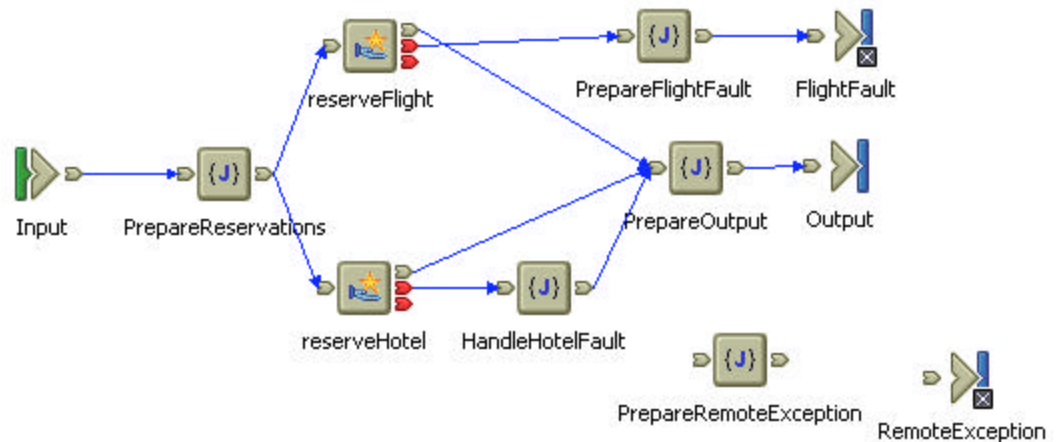 {J}
reserveFlight
PrepareFlightFault
FlightFault
{J}
{J}
Input
PrepareReservations
PrepareOutput
Output
{J}
reserveHotel
HandleHotelFault
{J}
PrepareRemoteException
RemoteException